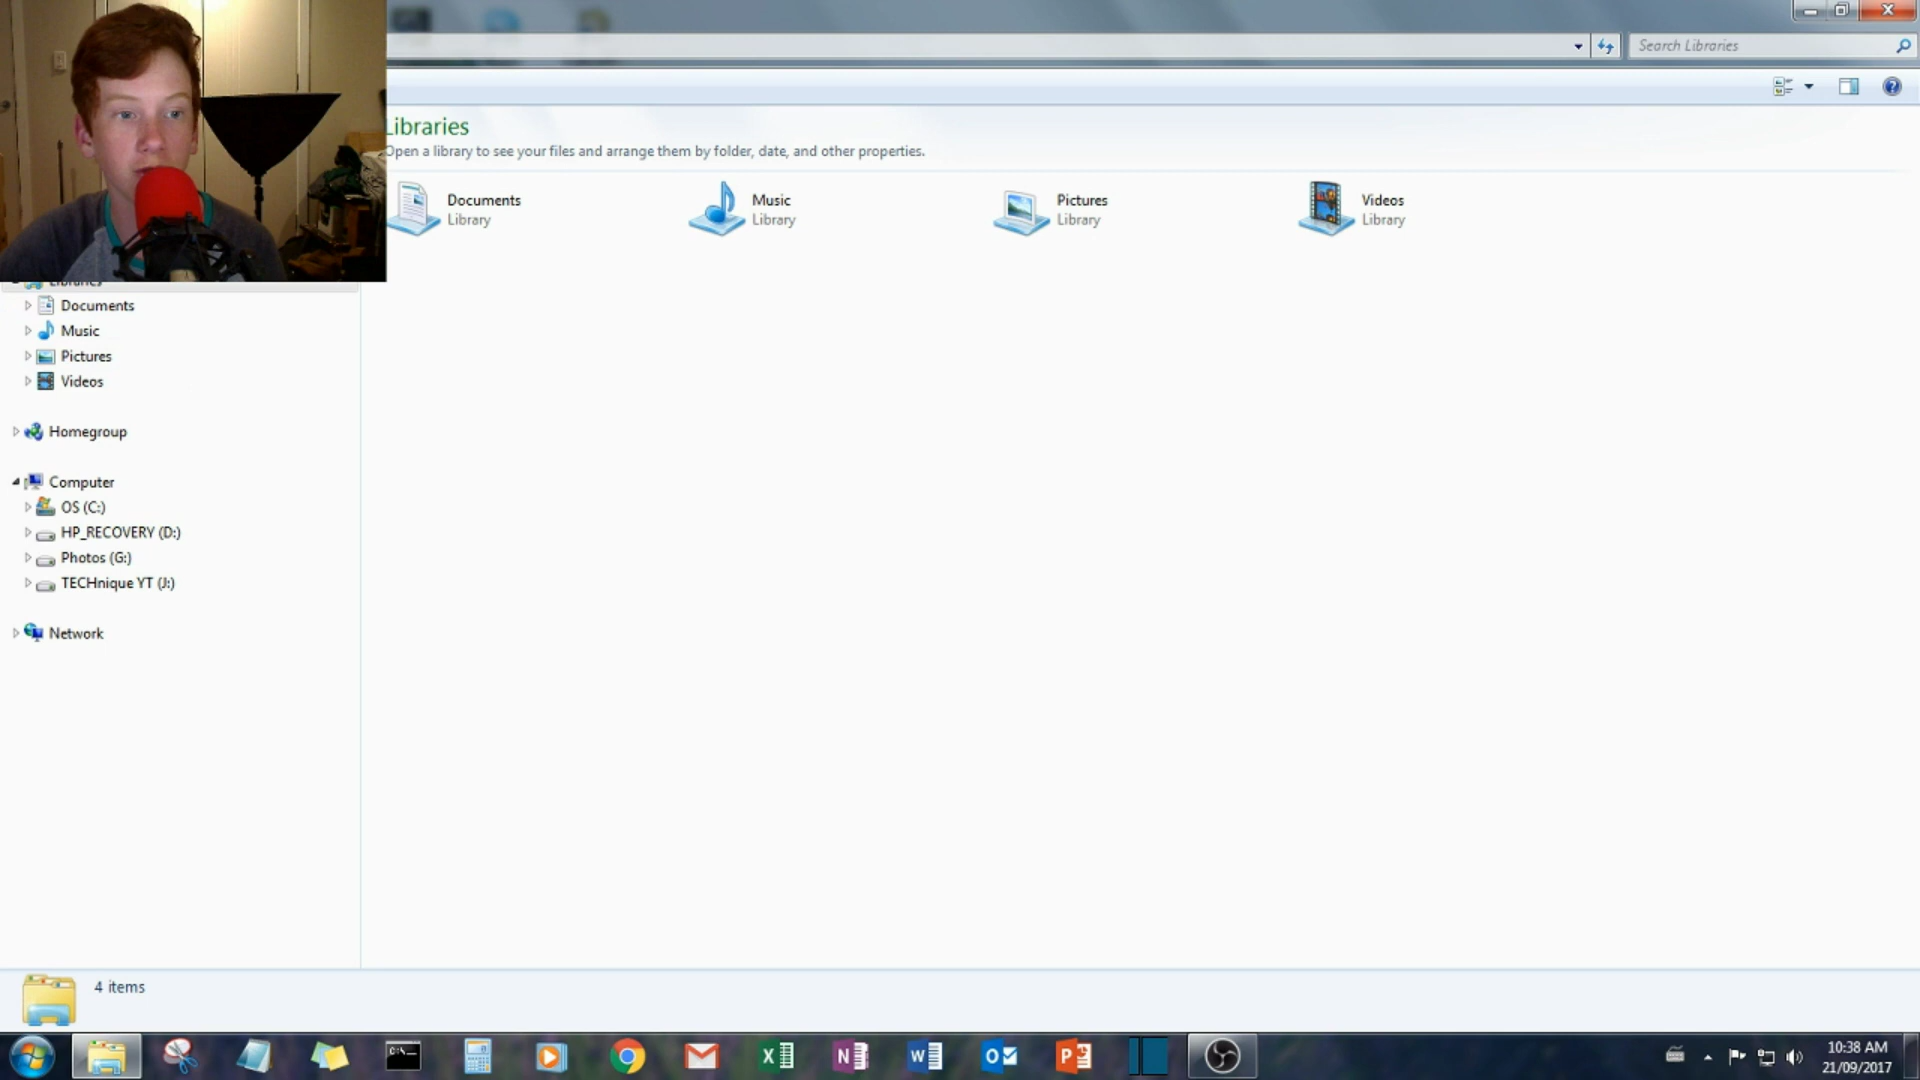 Search Libraries
Libraries
Open a library to see your files and arrange them by folder, date, and other properties.
Documents
Library
Music
Library
Pictures
Library
Videos
Library
Libraries
Documents
Music
Pictures
Videos
Homegroup
Computer
OS (C:)
HP_RECOVERY (D:)
Photos (G:)
TECHnique YT (J:)
Network
4 items
10:38 AM
21/09/2017